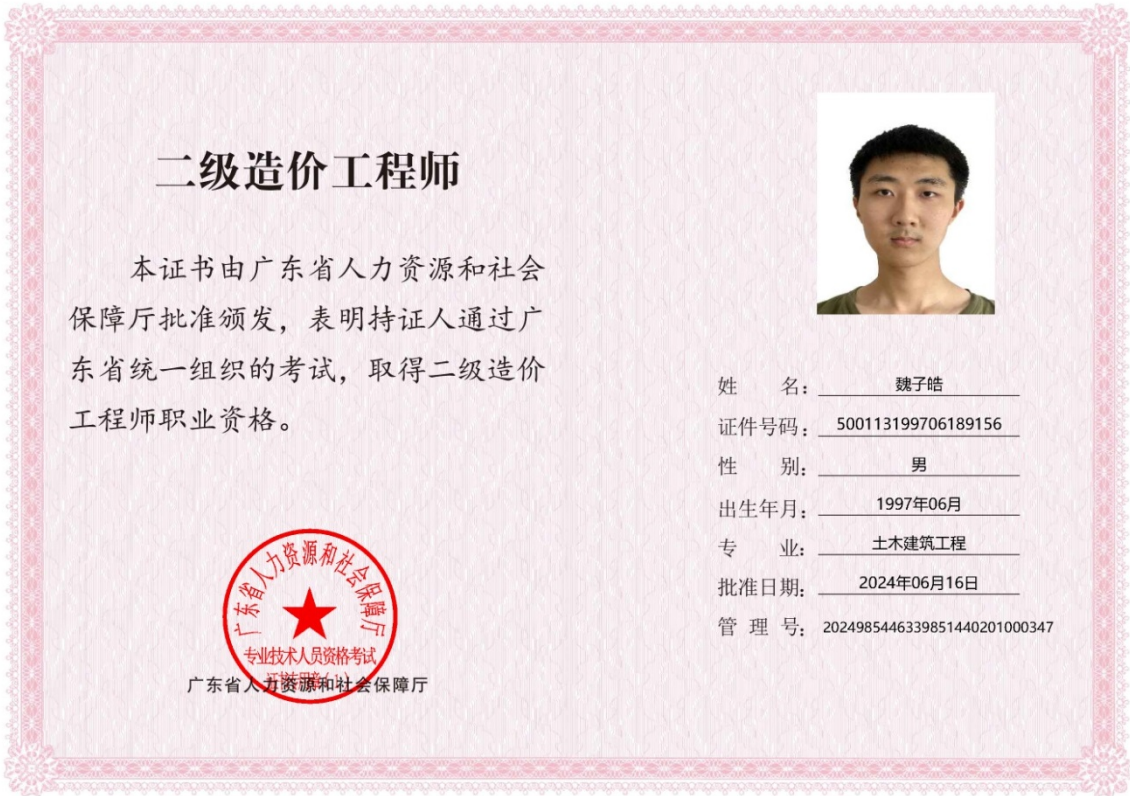 二级造价工程师
本证书由广东省人力资源和社会
保障厅批准颁发，表明持证人通过广
东省统一组织的考试，取得二级造价
工程师职业资格。
广东省人力资源和社会保障厅
专业技术人员资格考试
广东省人力资源和社会保障厅
姓名：魏子皓
证件号码：500113199706189156
性别：男
出生年月：1997年06月
专业：土木建筑工程
批准日期：2024年06月16日
管理号：2024985446339851440201000347